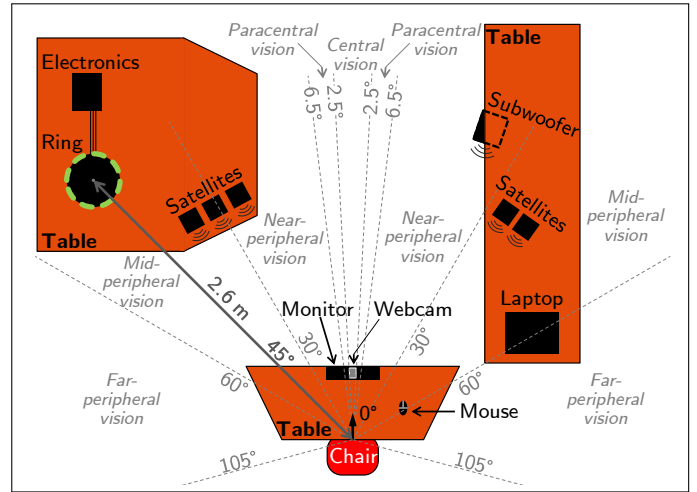 Paracentral
vision
Central
vision
Paracentral
vision
Table
Electronics
6.5°
2.5°
2.5°
6.5°
Subwoofer
Ring
Satellites
Satellites
Near-
peripheral
vision
Near-
peripheral
vision
Mid-
peripheral
vision
Table
Mid-
peripheral
vision
2.6 m
45°
Monitor
Webcam
Laptop
30°
30°
60°
60°
Far-
peripheral
vision
Far-
peripheral
vision
0°
Mouse
Table
Chair
105°
105°